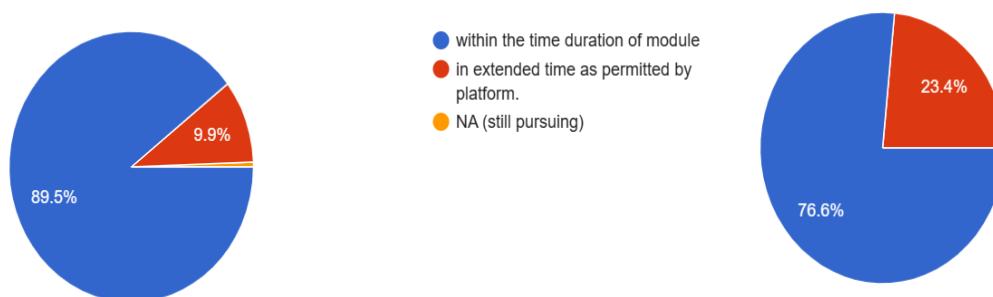 within the time duration of module
in extended time as permitted by
platform.
NA (still pursuing)
9.9%
89.5%
23.4%
76.6%